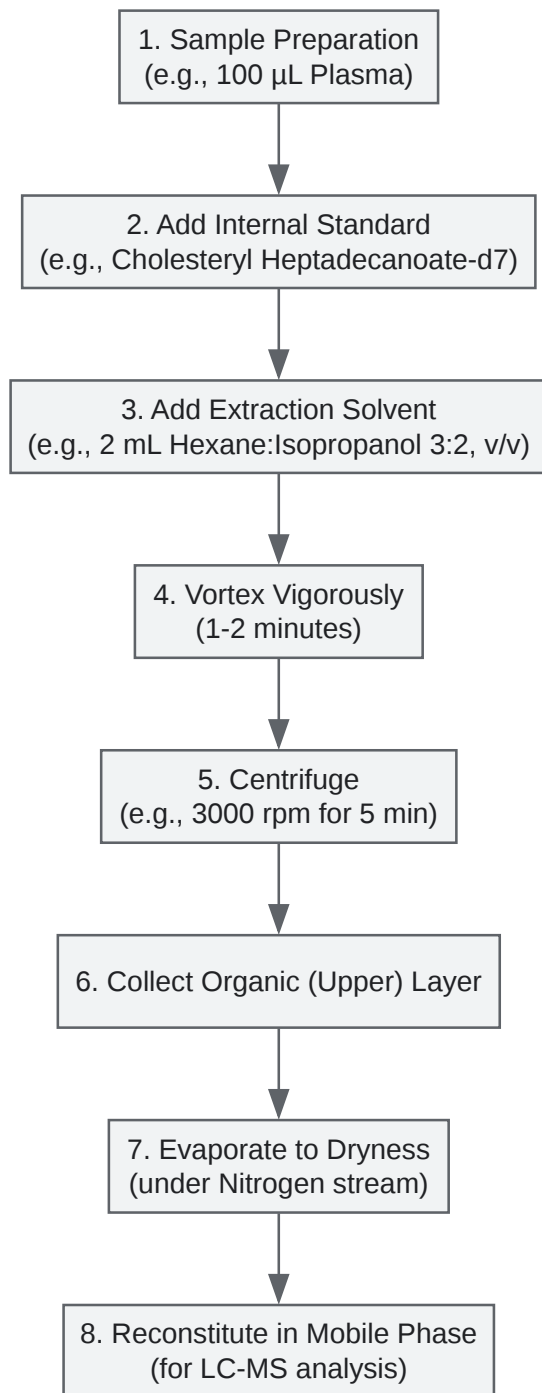 1. Sample Preparation
(e.g., 100 µL Plasma)
2. Add Internal Standard
(e.g., Cholesteryl Heptadecanoate-d7)
3. Add Extraction Solvent
(e.g., 2 mL Hexane:Isopropanol 3:2, v/v)
4. Vortex Vigorously
(1-2 minutes)
5. Centrifuge
(e.g., 3000 rpm for 5 min)
6. Collect Organic (Upper) Layer
7. Evaporate to Dryness
(under Nitrogen stream)
8. Reconstitute in Mobile Phase
(for LC-MS analysis)